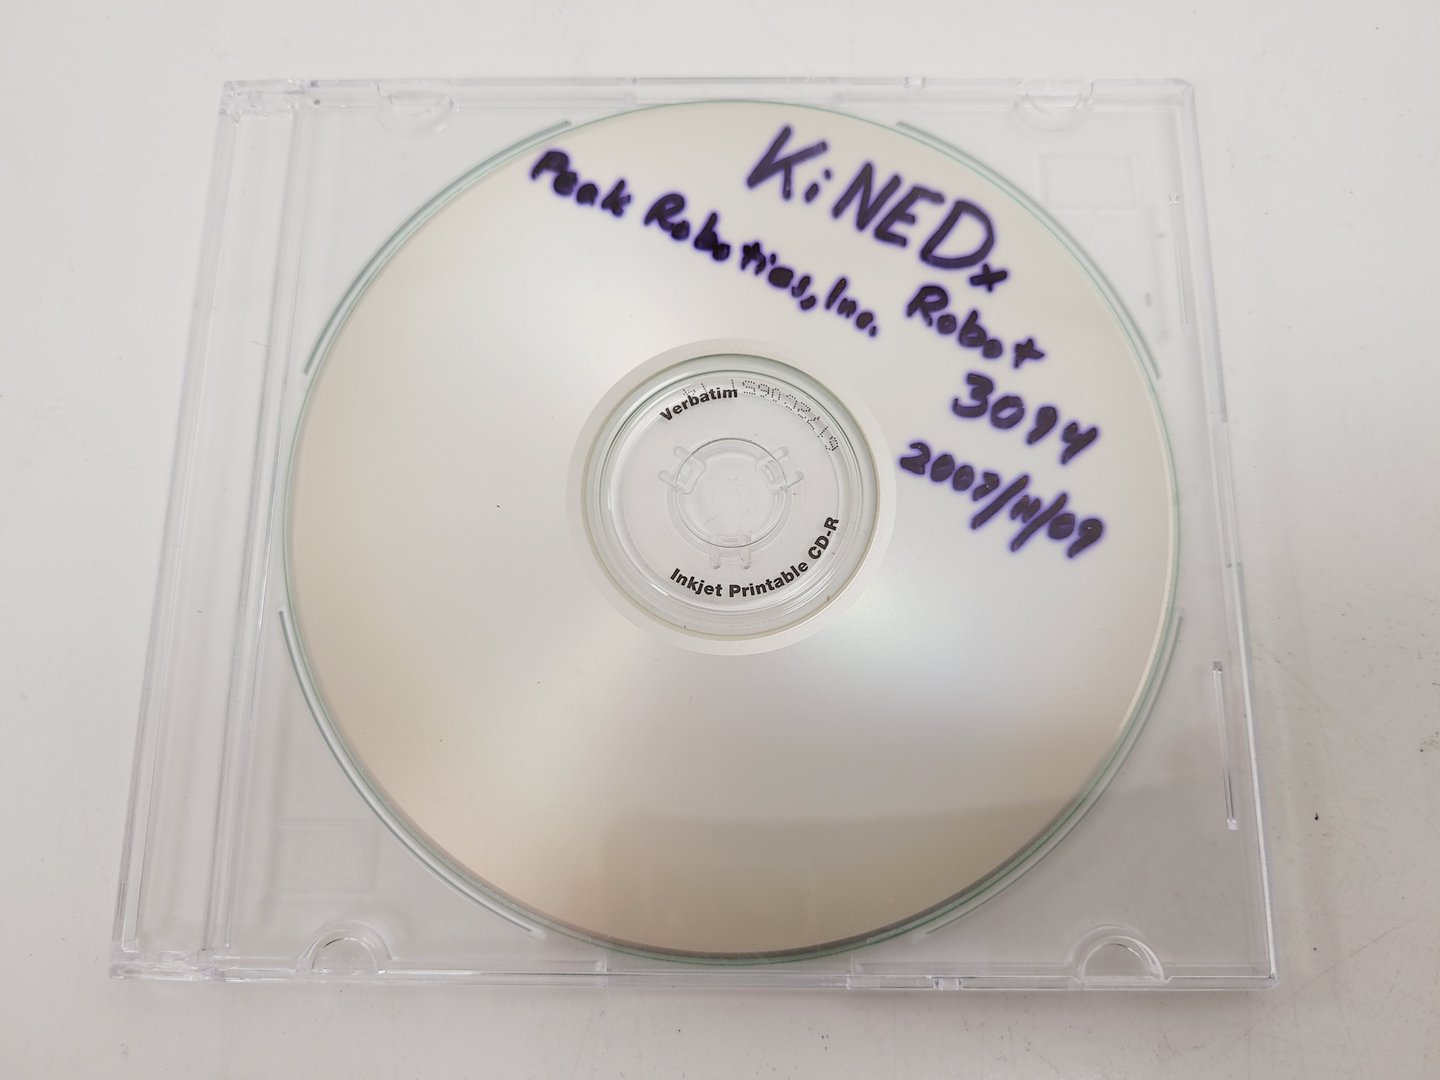 KiNEDx
Peak Robotics, Inc.
Robot
3094
2007/11/09
Verbatim
Inkjet Printable CD-R